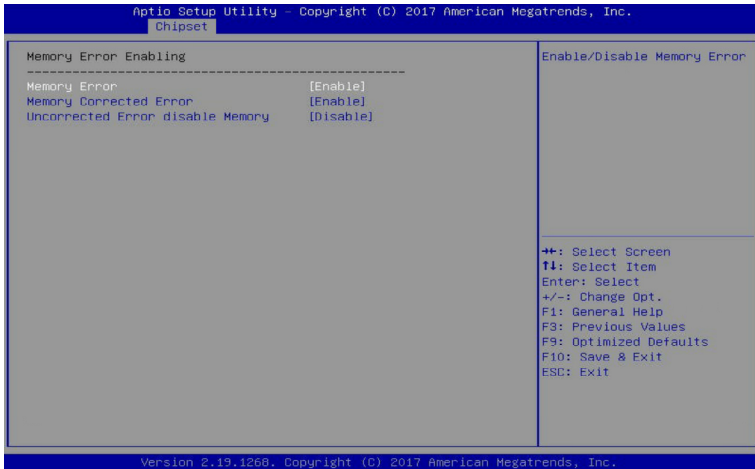 Aptio Setup Utility – Copyright (C) 2017 American Megatrends, Inc.
Chipset
Memory Error Enabling
--------------------------------------------------
Memory Error [Enable]
Memory Corrected Error [Enable]
Uncorrected Error disable Memory [Disable]
Enable/Disable Memory Error
→←: Select Screen
↑↓: Select Item
Enter: Select
+/-: Change Opt.
F1: General Help
F3: Previous Values
F9: Optimized Defaults
F10: Save & Exit
ESC: Exit
Version 2.19.1268. Copyright (C) 2017 American Megatrends, Inc.